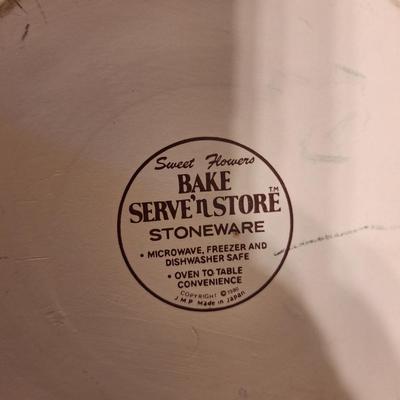 Sweet Flowers
BAKE
SERVE'n STORE™
STONEWARE
• MICROWAVE, FREEZER AND
DISHWASHER SAFE
• OVEN TO TABLE
CONVENIENCE
COPYRIGHT © 1980
J.M.P Made in Japan